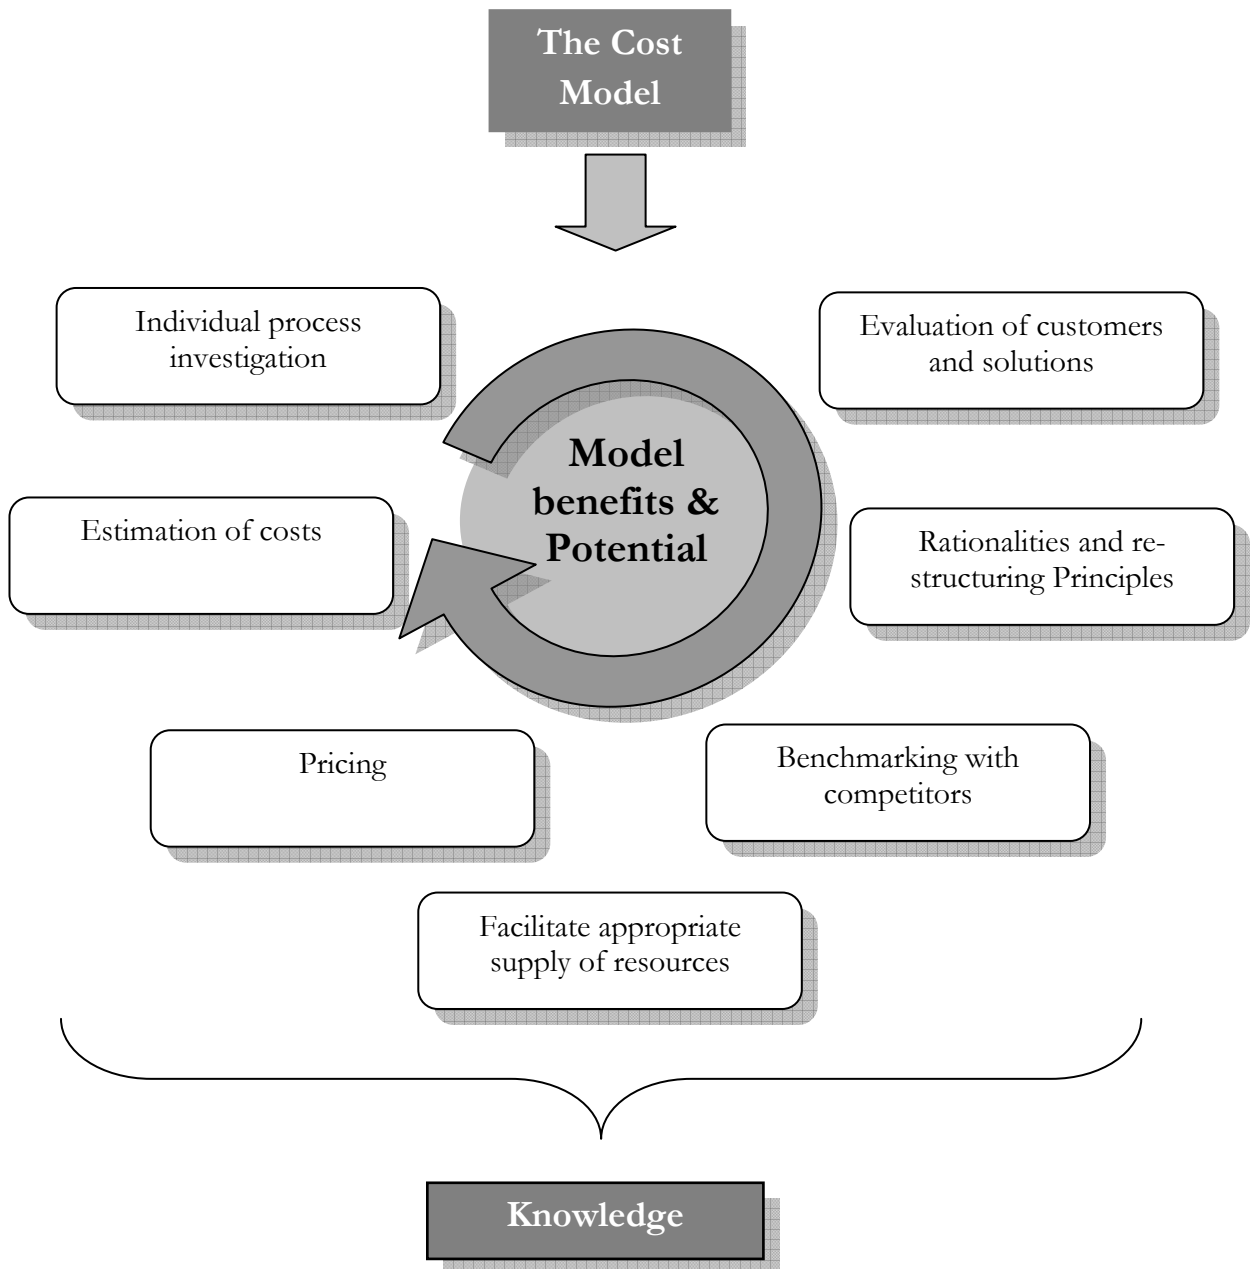 The Cost
Model
Individual process
investigation
Evaluation of customers
and solutions
Model
benefits &
Potential
Estimation of costs
Rationalities and re-
structuring Principles
Pricing
Benchmarking with
competitors
Facilitate appropriate
supply of resources
Knowledge